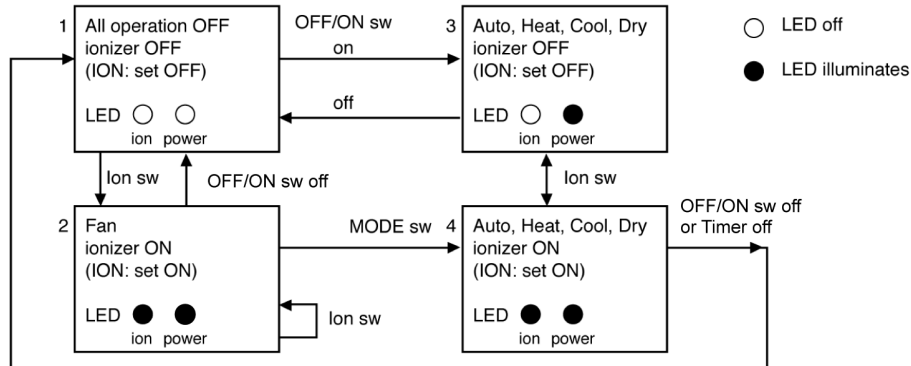 1
All operation OFF
ionizer OFF
(ION: set OFF)
LED
ion power
OFF/ON sw
on
off
3
Auto, Heat, Cool, Dry
ionizer OFF
(ION: set OFF)
LED
ion power
LED off
LED illuminates
Ion sw
OFF/ON sw off
Ion sw
2
Fan
ionizer ON
(ION: set ON)
LED
ion power
Ion sw
MODE sw
4
Auto, Heat, Cool, Dry
ionizer ON
(ION: set ON)
LED
ion power
OFF/ON sw off
or Timer off